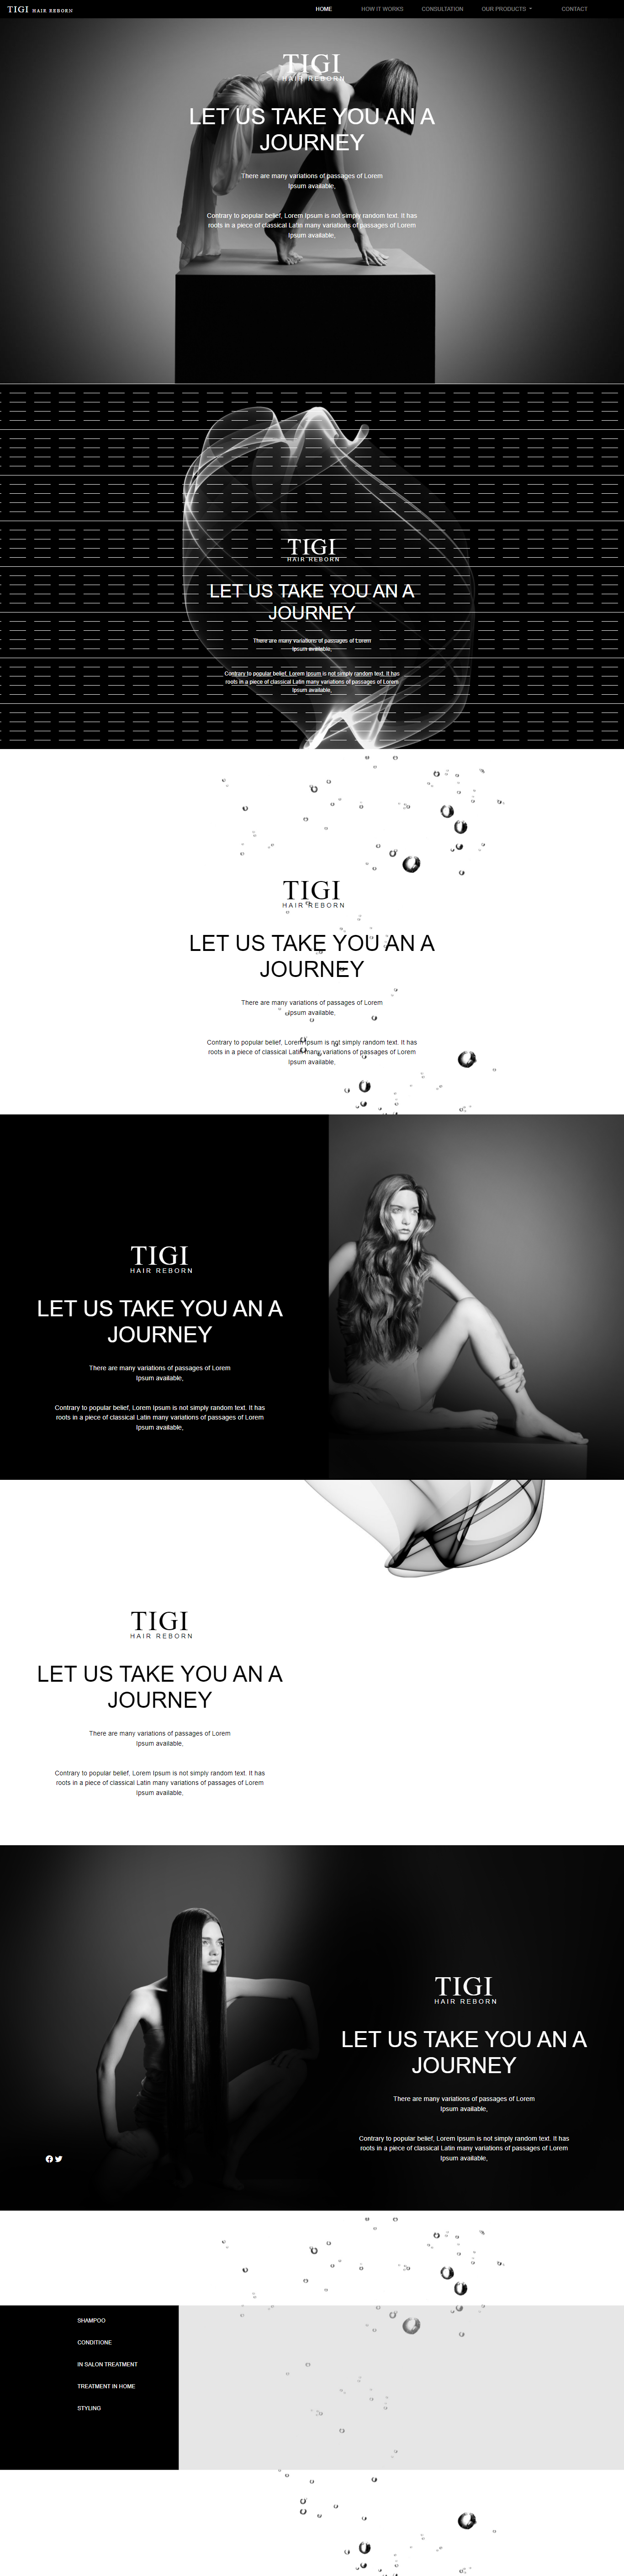 TIGI HAIR REBORN
HOME HOW IT WORKS CONSULTATION OUR PRODUCTS CONTACT
TIGI
HAIR REBORN
LET US TAKE YOU AN A
JOURNEY
There are many variations of passages of Lorem
Ipsum available,
Contrary to popular belief, Lorem Ipsum is not simply random text. It has
roots in a piece of classical Latin many variations of passages of Lorem
Ipsum available,
TIGI
HAIR REBORN
LET US TAKE YOU AN A
JOURNEY
There are many variations of passages of Lorem
Ipsum available,
Contrary to popular belief, Lorem Ipsum is not simply random text. It has
roots in a piece of classical Latin many variations of passages of Lorem
Ipsum available,
TIGI
HAIR REBORN
LET US TAKE YOU AN A
JOURNEY
There are many variations of passages of Lorem
Ipsum available,
Contrary to popular belief, Lorem Ipsum is not simply random text. It has
roots in a piece of classical Latin many variations of passages of Lorem
Ipsum available,
TIGI
HAIR REBORN
LET US TAKE YOU AN A
JOURNEY
There are many variations of passages of Lorem
Ipsum available,
Contrary to popular belief, Lorem Ipsum is not simply random text. It has
roots in a piece of classical Latin many variations of passages of Lorem
Ipsum available,
TIGI
HAIR REBORN
LET US TAKE YOU AN A
JOURNEY
There are many variations of passages of Lorem
Ipsum available,
Contrary to popular belief, Lorem Ipsum is not simply random text. It has
roots in a piece of classical Latin many variations of passages of Lorem
Ipsum available,
TIGI
HAIR REBORN
LET US TAKE YOU AN A
JOURNEY
There are many variations of passages of Lorem
Ipsum available,
Contrary to popular belief, Lorem Ipsum is not simply random text. It has
roots in a piece of classical Latin many variations of passages of Lorem
Ipsum available,
SHAMPOO
CONDITIONE
IN SALON TREATMENT
TREATMENT IN HOME
STYLING